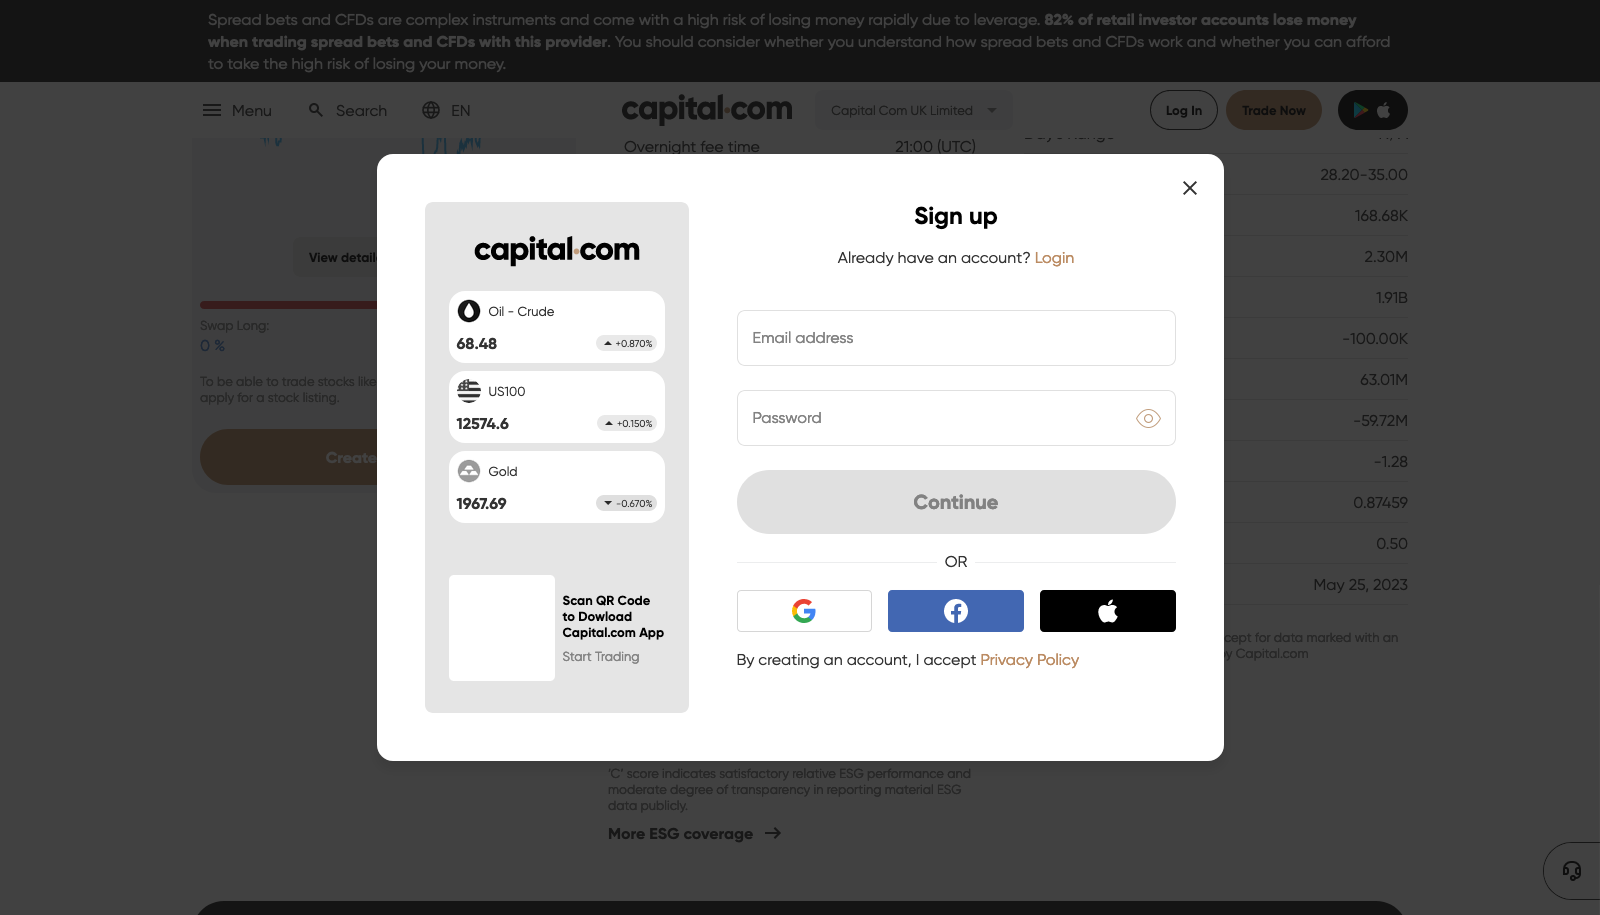 Spread bets and CFDs are complex instruments and come with a high risk of losing money rapidly due to leverage. 82% of retail investor accounts lose money
when trading spread bets and CFDs with this provider. You should consider whether you understand how spread bets and CFDs work and whether you can afford
to take the high risk of losing your money.
Menu
Search
EN
capital.com
Capital Com UK Limited
Log In
Trade Now
Overnight fee time
21:00 (UTC)
28.20-35.00
168.68K
2.30M
1.91B
-100.00K
63.01M
-59.72M
-1.28
0.87459
0.50
May 25, 2023
View detaile
Swap Long:
0 %
To be able to trade stocks like
apply for a stock listing.
Create
capital.com
Oil - Crude
68.48
+0.870%
US100
12574.6
+0.150%
Gold
1967.69
-0.670%
Scan QR Code
to Dowload
Capital.com App
Start Trading
Sign up
Already have an account? Login
Email address
Password
Continue
OR
By creating an account, I accept Privacy Policy
cept for data marked with an
by Capital.com
'C' score indicates satisfactory relative ESG performance and
moderate degree of transparency in reporting material ESG
data publicly.
More ESG coverage